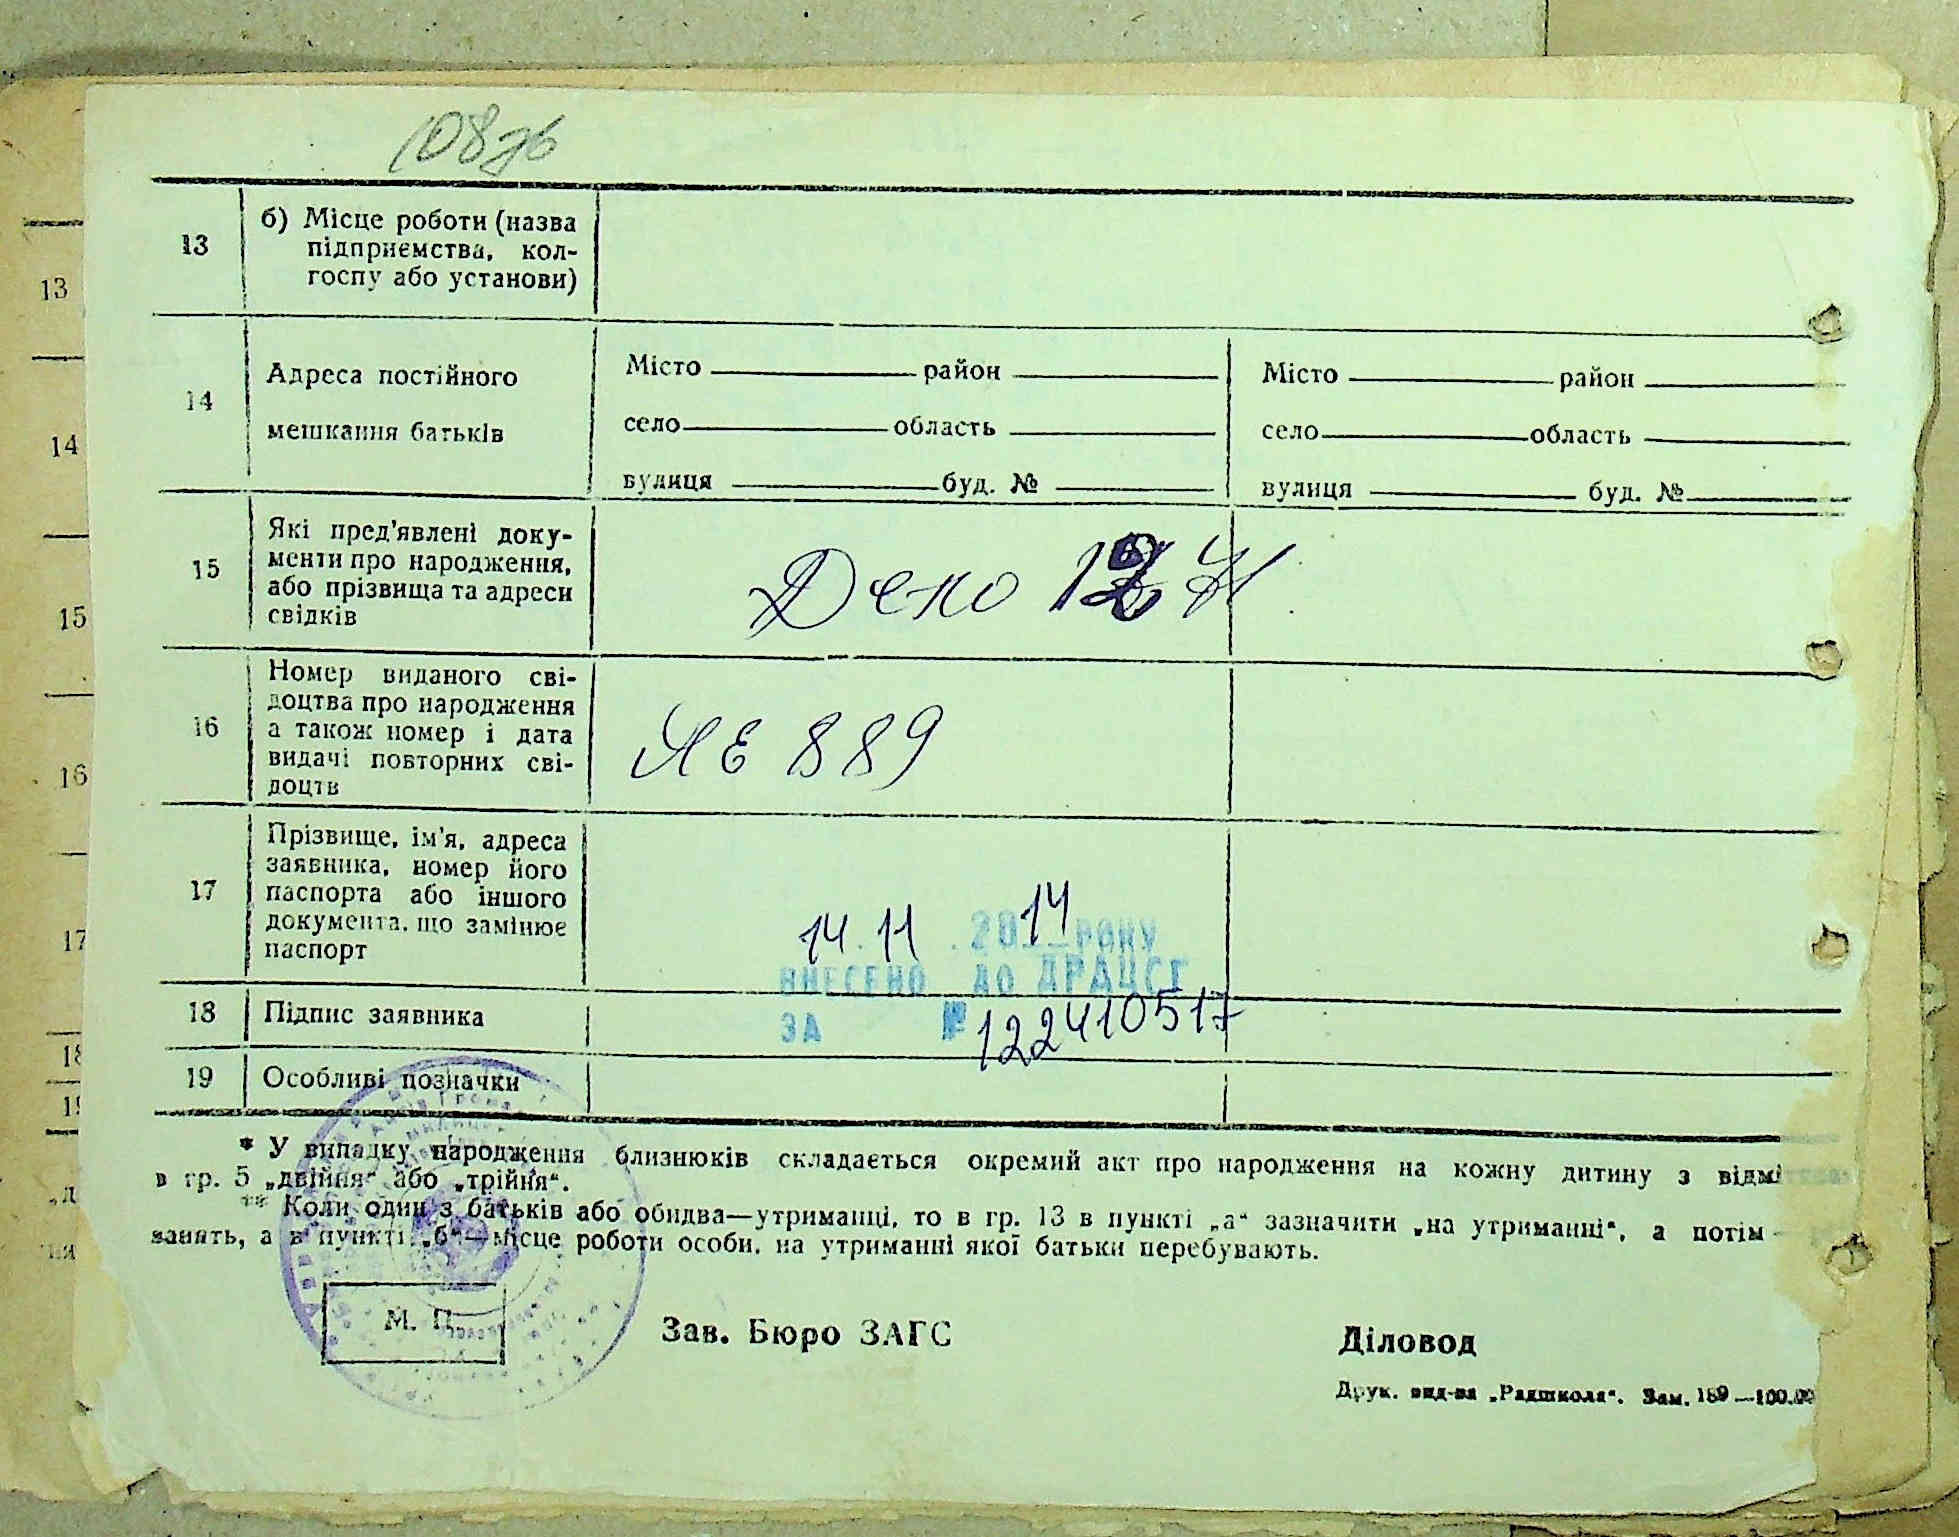 13
б) Місце роботи (назва
підприємства, кол-
госпу або установи)
14
Адреса постійного
мешкання батьків
Місто район
село область
вулиця буд. №
Місто район
село область
вулиця буд. №
15
Які пред'явлені доку-
менти про народження,
або прізвища та адреси
свідків
Дело
16
Номер виданого сві-
доцтва про народження
а також номер і дата
видачі повторних сві-
доцтв
ЯЕ 889
17
Прізвище, ім'я, адреса
заявника, номер його
паспорта або іншого
документа, що замінює
паспорт
14. 11 . 2014 РОКУ
ВНЕСЕНО ДО ДРАЦСГ
ЗА № 122410517
18
Підпис заявника
19
Особливі позначки
* У випадку народження близнюків складається окремий акт про народження на кожну дитину з
в гр. 5 „двійня“ або „трійня“.
** Коли один з батьків або обидва—утриманці, то в гр. 13 в пункті „а“ зазначити „на утриманні“, а потім
занять, а в пункті „б“—місце роботи особи, на утриманні якої батьки перебувають.
М. П.
Зав. Бюро ЗАГС
Діловод
Друк. вид-ва „Радшкола“. Зам. 189
13
14
15
16
17